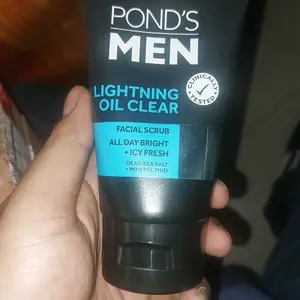 POND'S
MEN
LIGHTNING
OIL CLEAR
CLINICALLY
TESTED
FACIAL SCRUB
ALL DAY BRIGHT
+ ICY FRESH
DEAD SEA SALT
+ MINERAL MUD